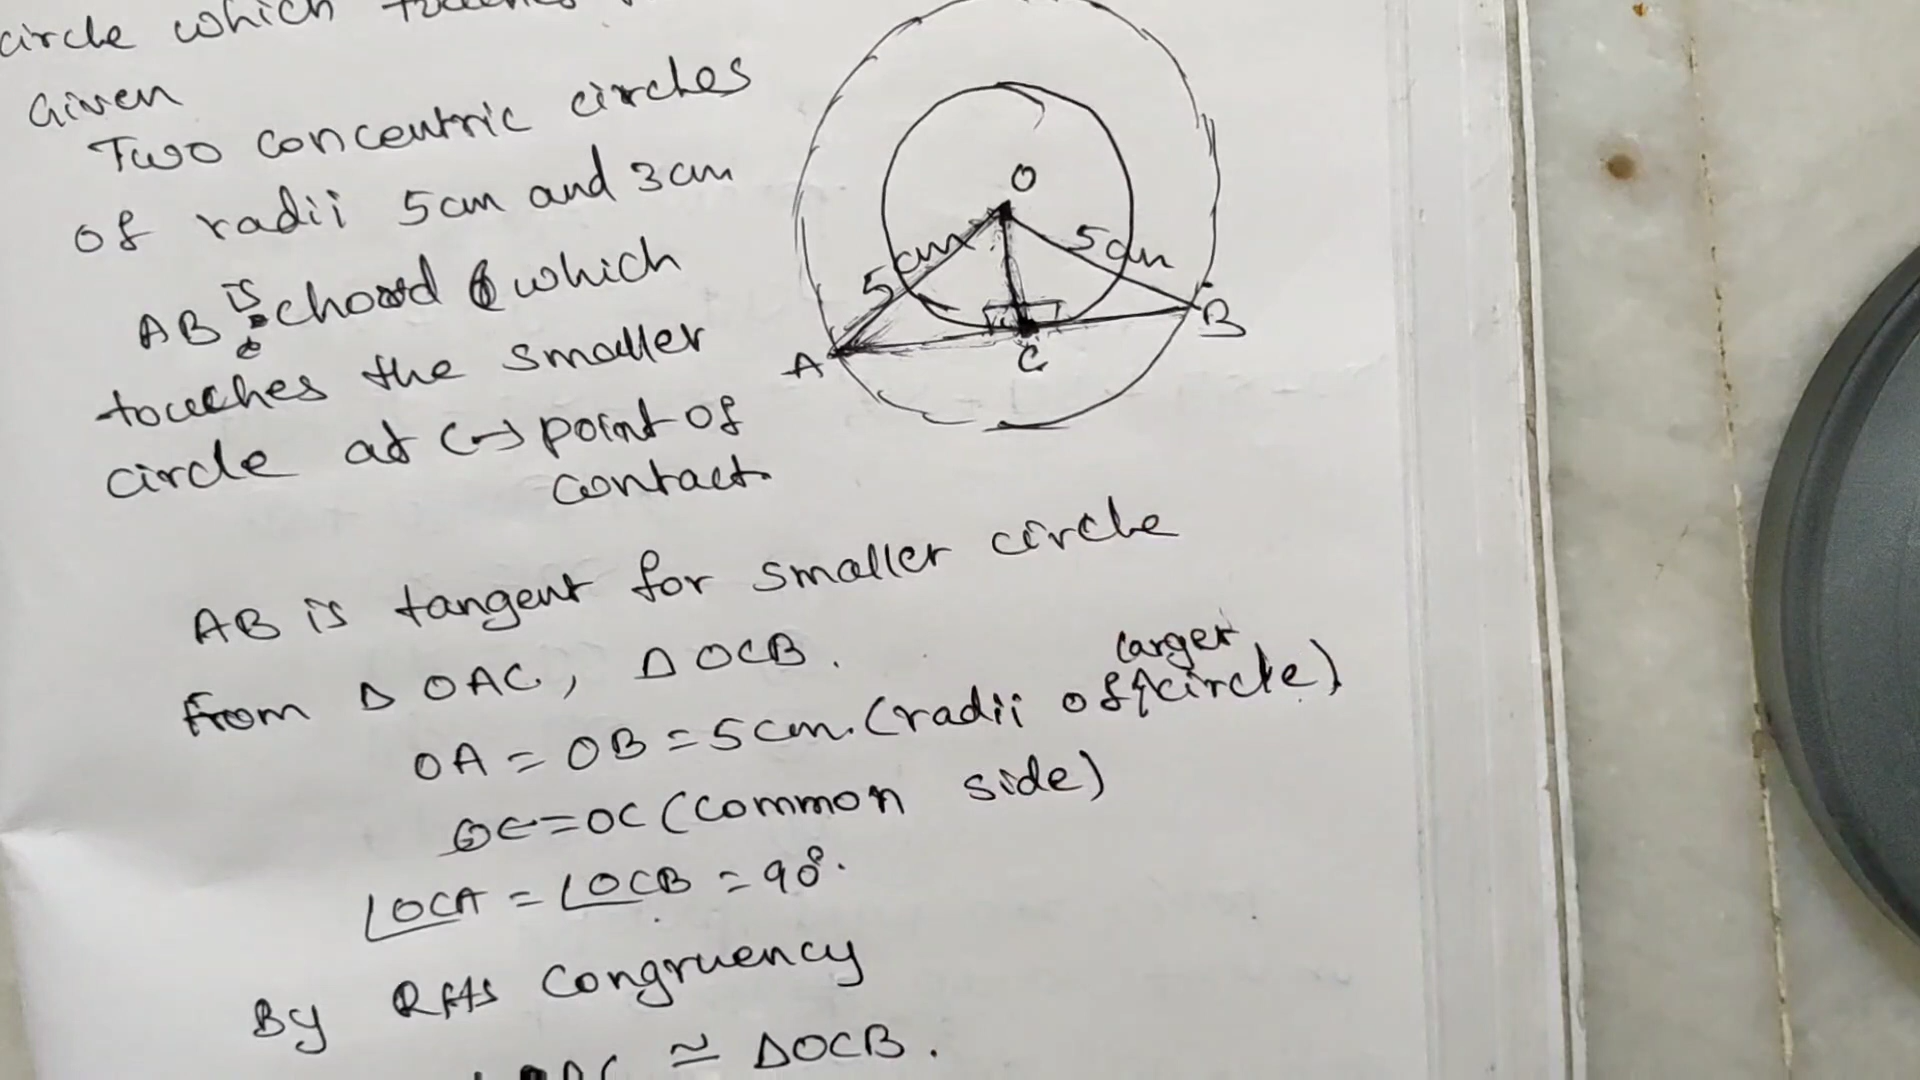 circle which touches
Given
Two concentric circles
of radii 5cm and 3cm
AB is chord which
touches the smaller
circle at C→ point of
contact.
O
5cm
5cm
A
C
B
AB is tangent for smaller circle
from △ OAC, △ OCB.
larger
OA = OB = 5cm. (radii of circle)
OC = OC (common side)
∠OCA = ∠OCB = 90°.
By RHS congruency
≅ △OCB.